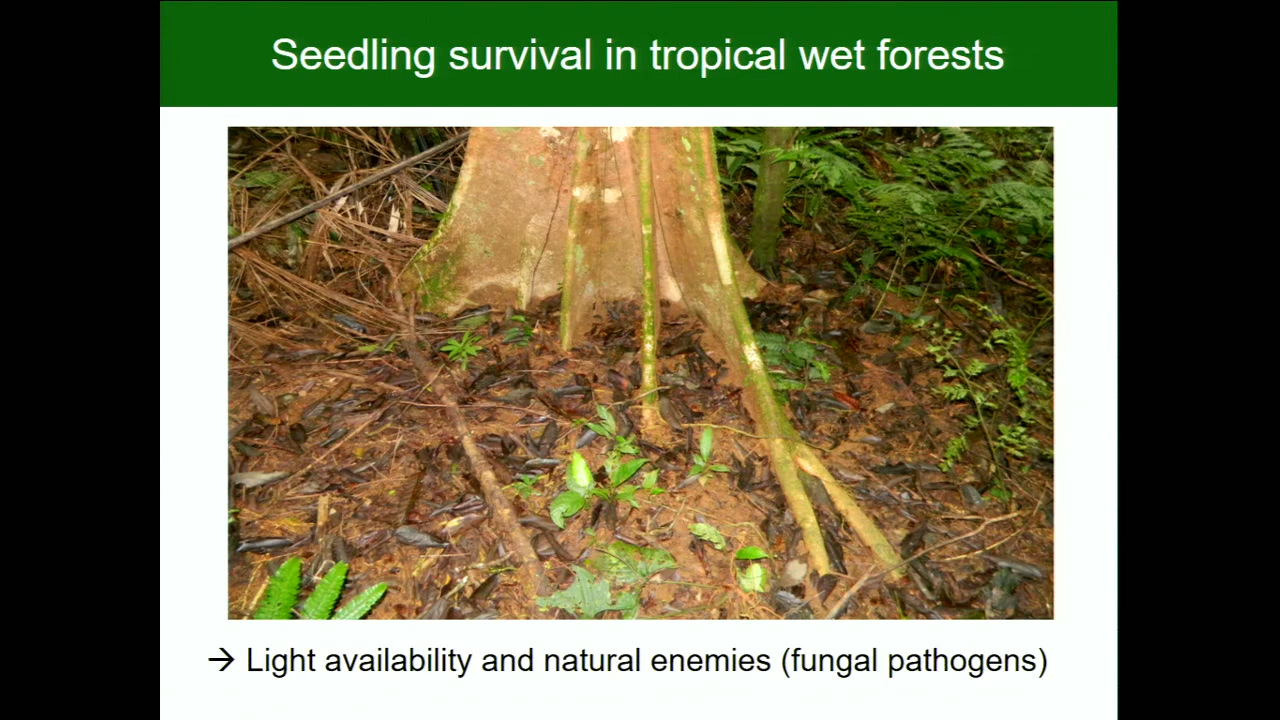 Seedling survival in tropical wet forests
→ Light availability and natural enemies (fungal pathogens)